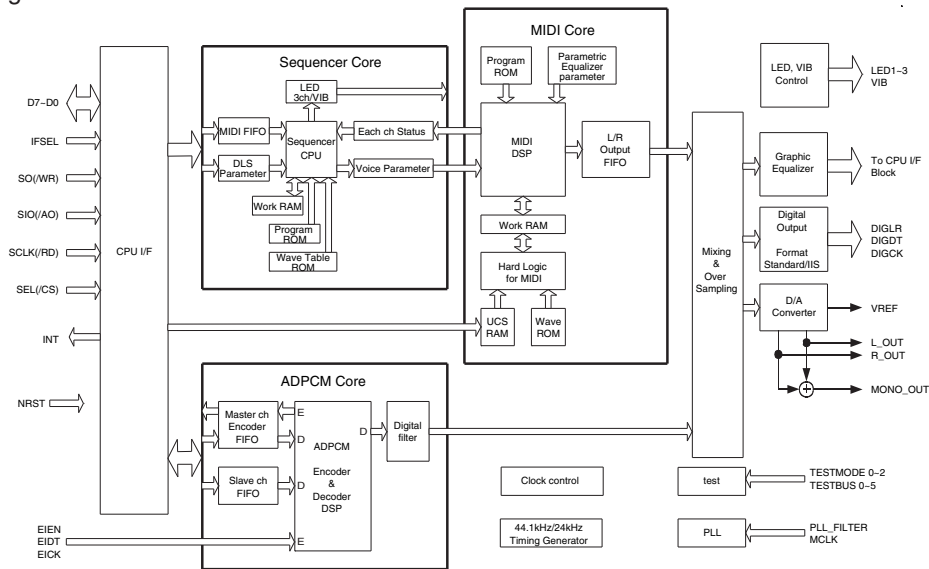 MIDI Core
Sequencer Core
Program
ROM
Parametric
Equalizer
parameter
LED, VIB
Control
LED1~3
VIB
LED
3ch/VIB
D7~D0
MIDI FIFO
Sequencer
CPU
Each ch Status
MIDI
DSP
L/R
Output
FIFO
IFSEL
DLS
Parameter
Voice Parameter
Graphic
Equalizer
To CPU I/F
Block
SO(/WR)
Work RAM
SIO(/AO)
Program
ROM
Work RAM
Digital
Output
Format
Standard/IIS
DIGLR
DIGDT
DIGCK
SCLK(/RD)
CPU I/F
Wave Table
ROM
Hard Logic
for MIDI
Mixing
&
Over
Sampling
SEL(/CS)
D/A
Converter
VREF
INT
UCS
RAM
Wave
ROM
L_OUT
R_OUT
MONO_OUT
NRST
ADPCM Core
Master ch
Encoder
FIFO
E
D
ADPCM
Encoder
&
Decoder
DSP
D
Digital
filter
Slave ch
FIFO
D
Clock control
test
TESTMODE 0~2
TESTBUS 0~5
EIEN
EIDT
EICK
E
44.1kHz/24kHz
Timing Generator
PLL
PLL_FILTER
MCLK